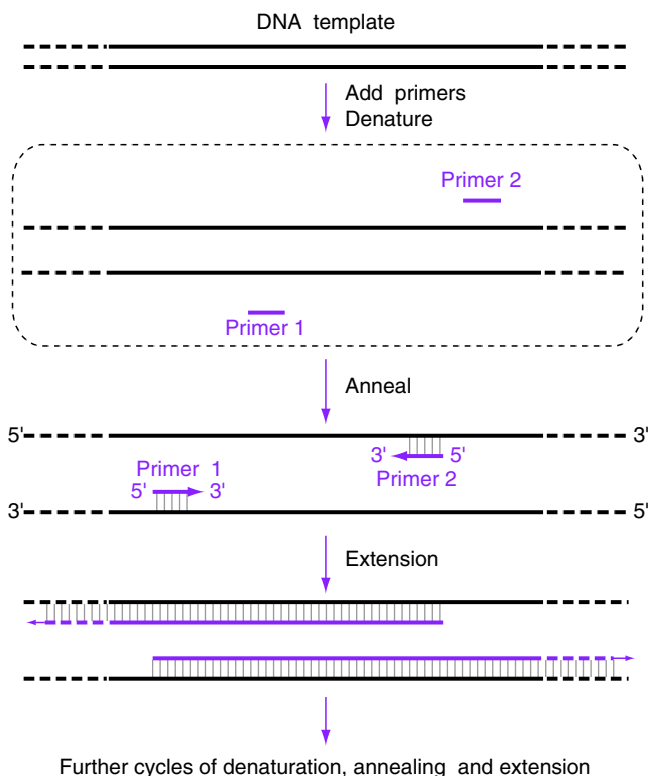 DNA template
Add primers
Denature
Primer 2
Primer 1
Anneal
5' 3'
3' 5'
Primer 1
Primer 2
5' 3'
3' 5'
Extension
Further cycles of denaturation, annealing and extension